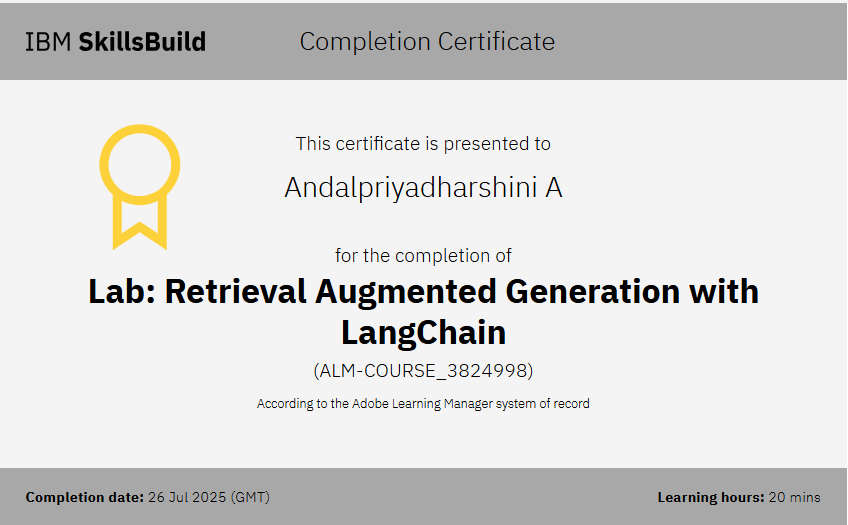 IBM SkillsBuild Completion Certificate
This certificate is presented to
Andalpriyadharshini A
for the completion of
Lab: Retrieval Augmented Generation with
LangChain
(ALM-COURSE_3824998)
According to the Adobe Learning Manager system of record
Completion date: 26 Jul 2025 (GMT) Learning hours: 20 mins